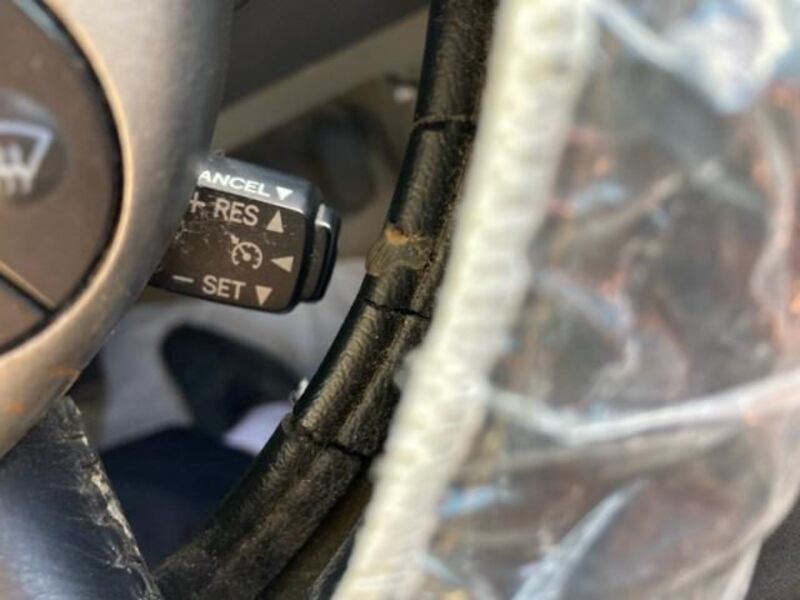 ANCEL ▼
+ RES ▲
◀
− SET ▼